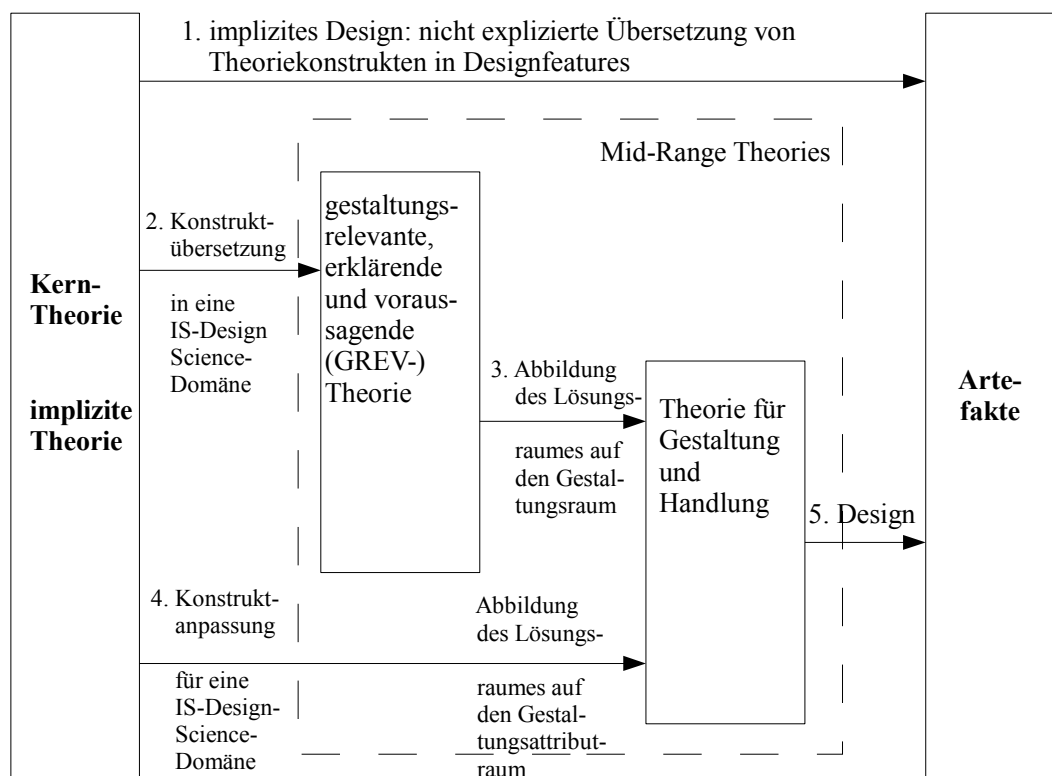 1. implizites Design: nicht explizierte Übersetzung von
Theoriekonstrukten in Designfeatures
Mid-Range Theories
gestaltungs-
relevante,
erklärende
und voraus-
sagende
(GREV-)
Theorie
2. Konstrukt-
übersetzung
in eine
IS-Design
Science-
Domäne
Kern-
Theorie
implizite
Theorie
3. Abbildung
des Lösungs-
raumes auf
den Gestal-
tungsraum
Theorie für
Gestaltung
und
Handlung
Arte-
fakte
5. Design
4. Konstrukt-
anpassung
für eine
IS-Design-
Science-
Domäne
Abbildung
des Lösungs-
raumes auf
den Gestal-
tungsattribut-
raum